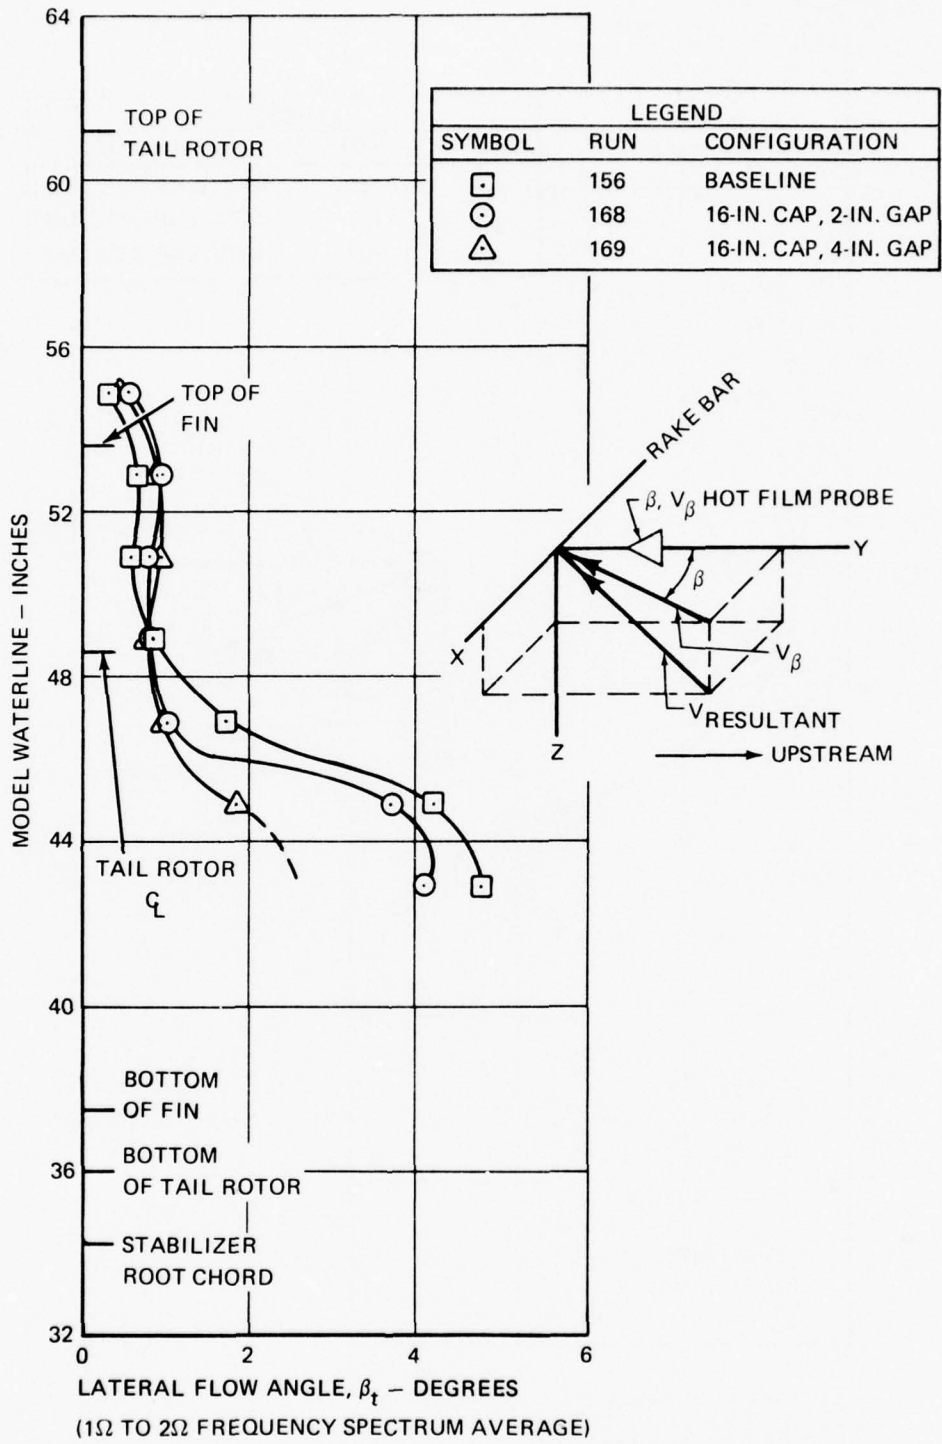 64
TOP OF
TAIL ROTOR
LEGEND
SYMBOL RUN CONFIGURATION
156 BASELINE
168 16-IN. CAP, 2-IN. GAP
169 16-IN. CAP, 4-IN. GAP
60
56
TOP OF
FIN
RAKE BAR
β, Vβ HOT FILM PROBE
Y
β
52
X
Vβ
V RESULTANT
Z
UPSTREAM
48
MODEL WATERLINE – INCHES
44
TAIL ROTOR
℄
40
BOTTOM
OF FIN
BOTTOM
36
OF TAIL ROTOR
STABILIZER
ROOT CHORD
32
0 2 4 6
LATERAL FLOW ANGLE, βt – DEGREES
(1Ω TO 2Ω FREQUENCY SPECTRUM AVERAGE)